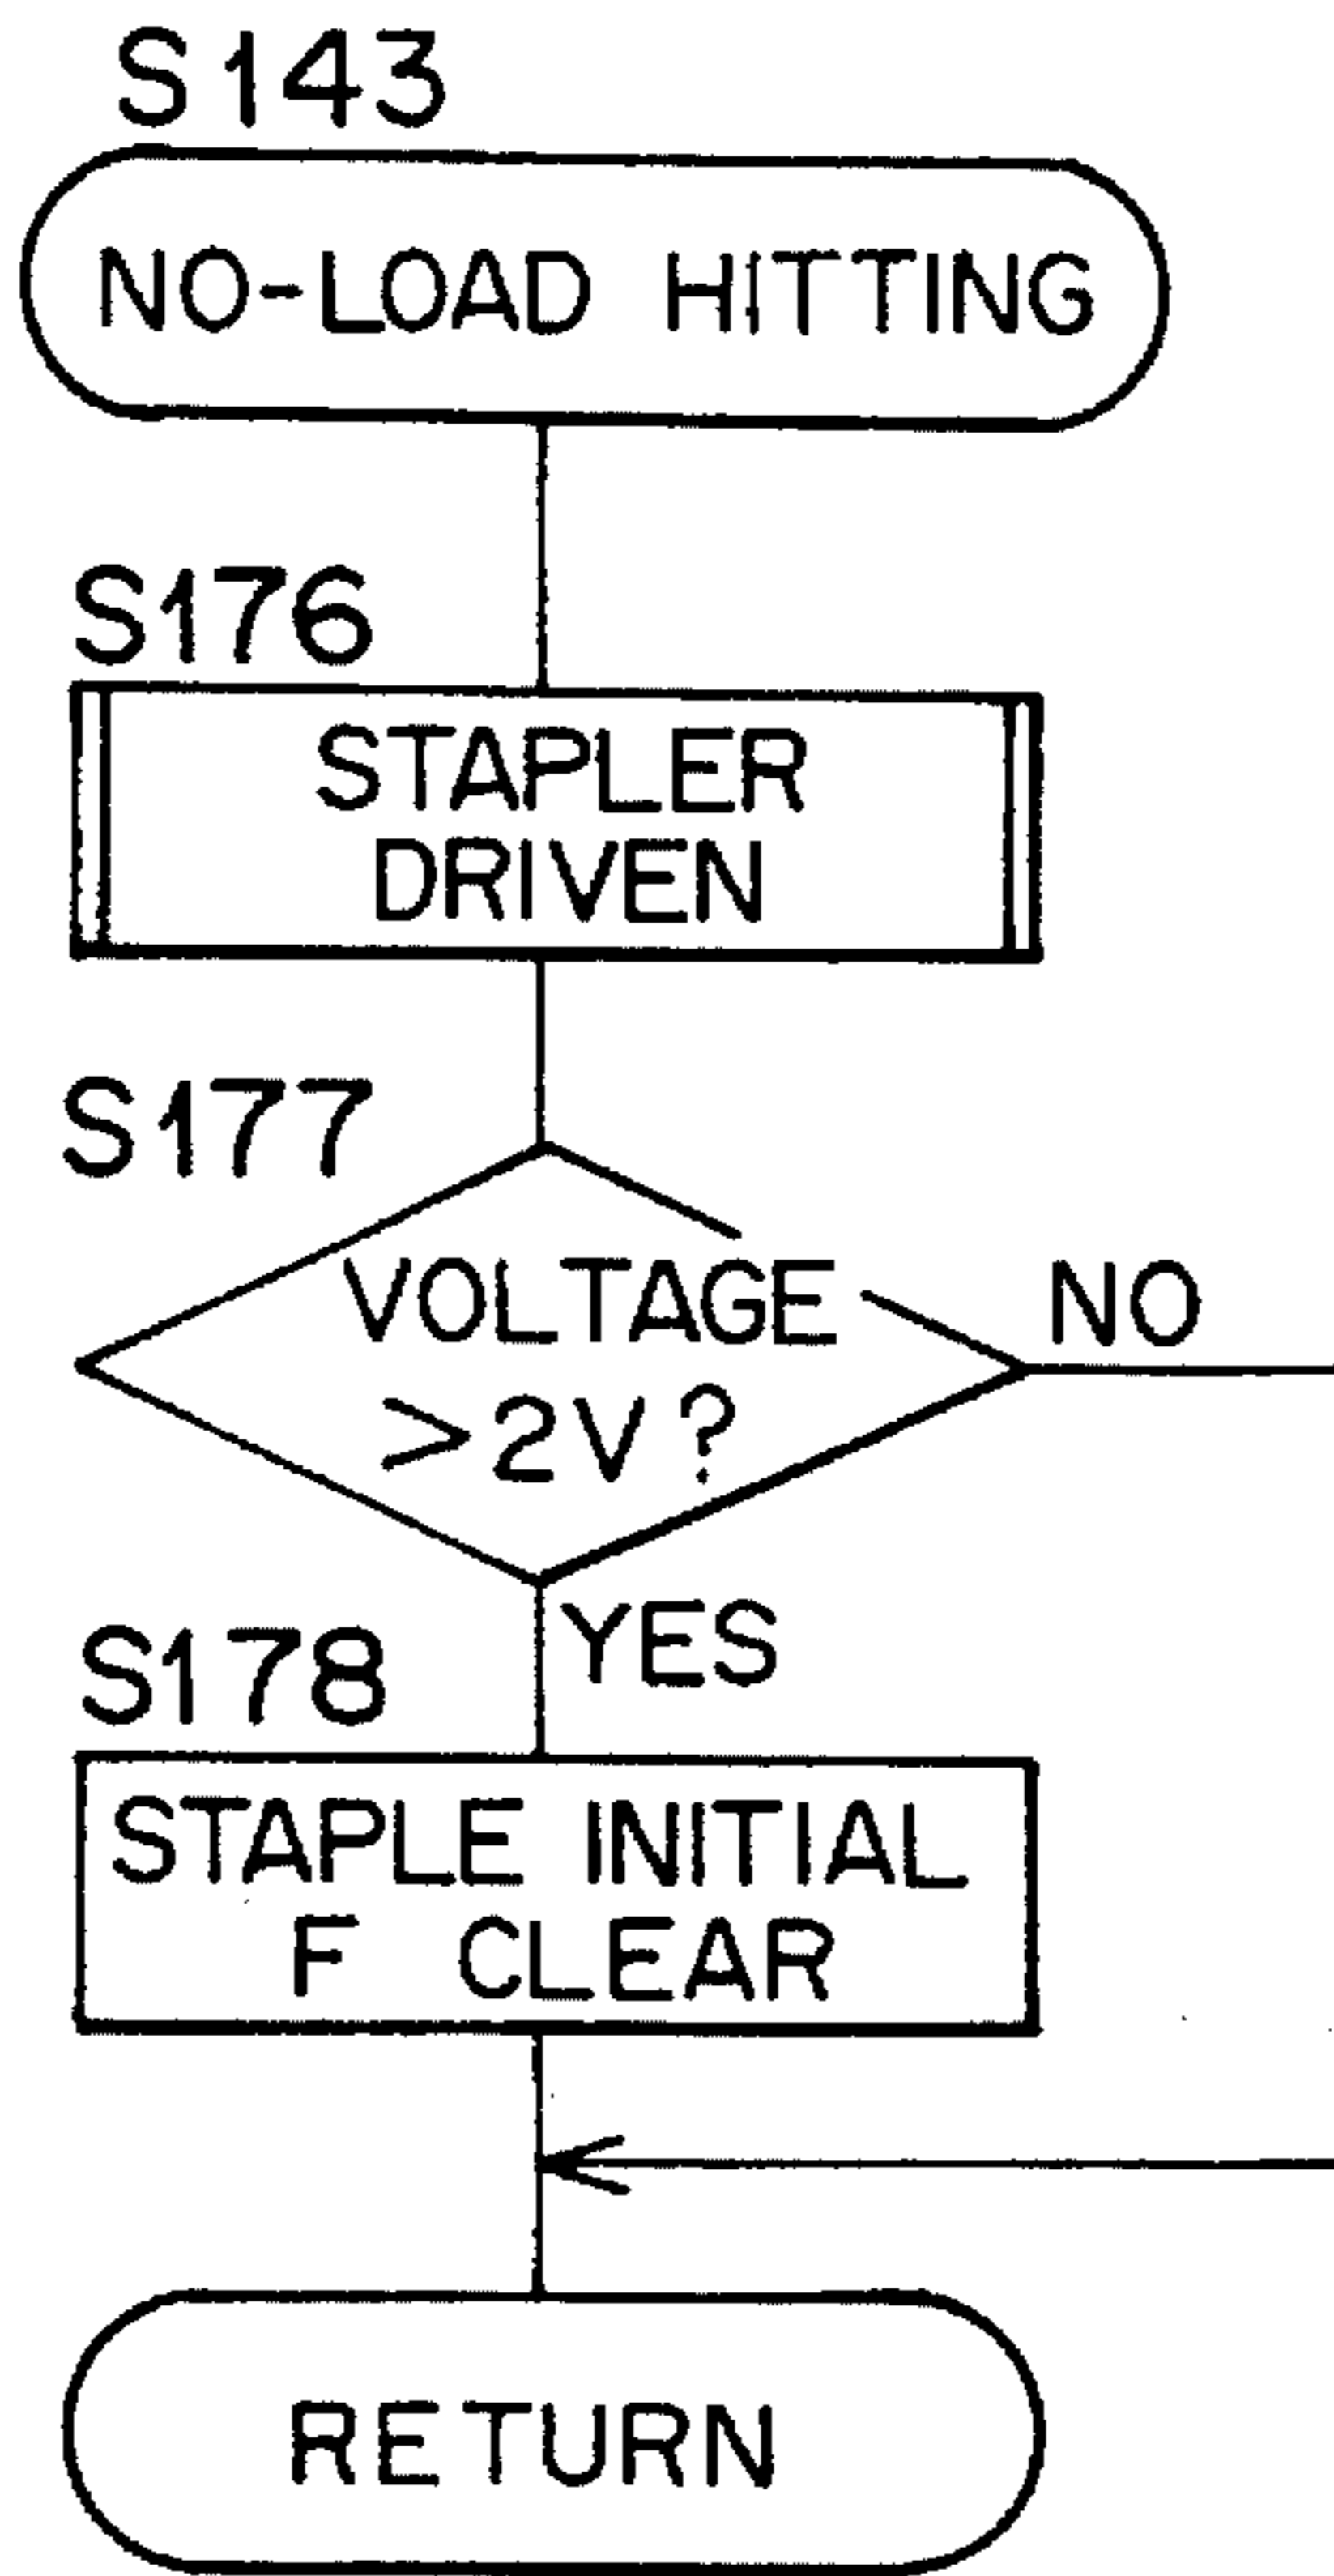 S143
NO-LOAD HITTING
S176
STAPLER
DRIVEN
S177
VOLTAGE
>2V?
NO
YES
S178
STAPLE INITIAL
F CLEAR
RETURN